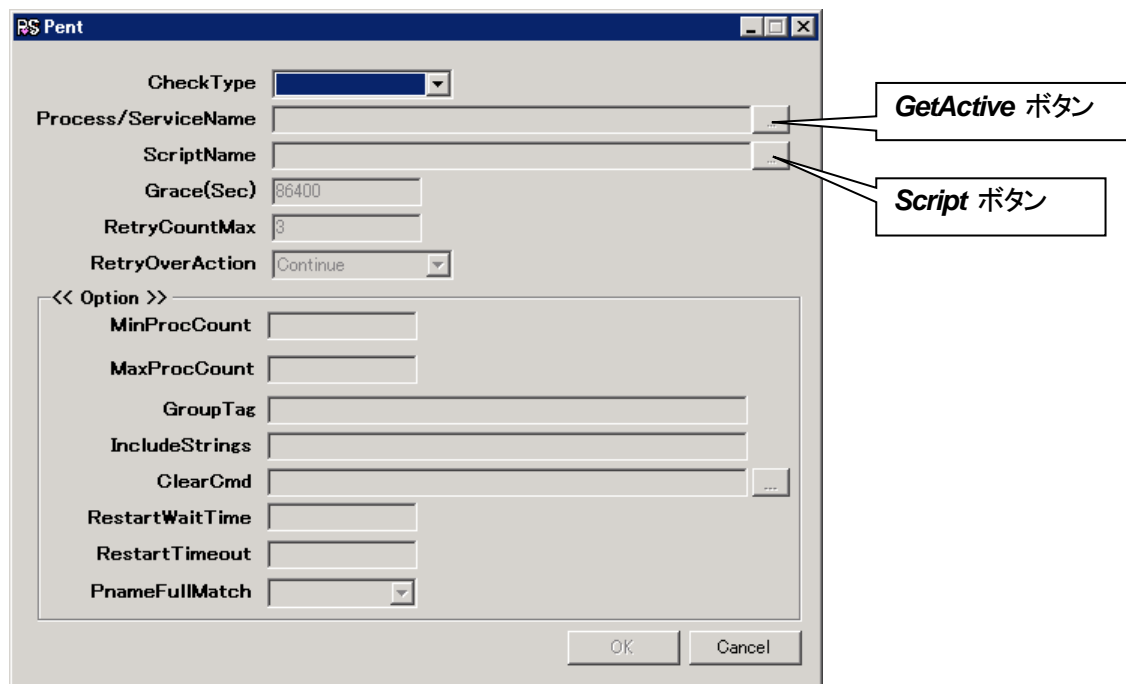 RS Pent
CheckType
Process/ServiceName
...
GetActive ボタン
ScriptName
...
Script ボタン
Grace(Sec)
86400
RetryCountMax
3
RetryOverAction
Continue
<< Option >>
MinProcCount
MaxProcCount
GroupTag
IncludeStrings
ClearCmd
...
RestartWaitTime
RestartTimeout
PnameFullMatch
OK
Cancel